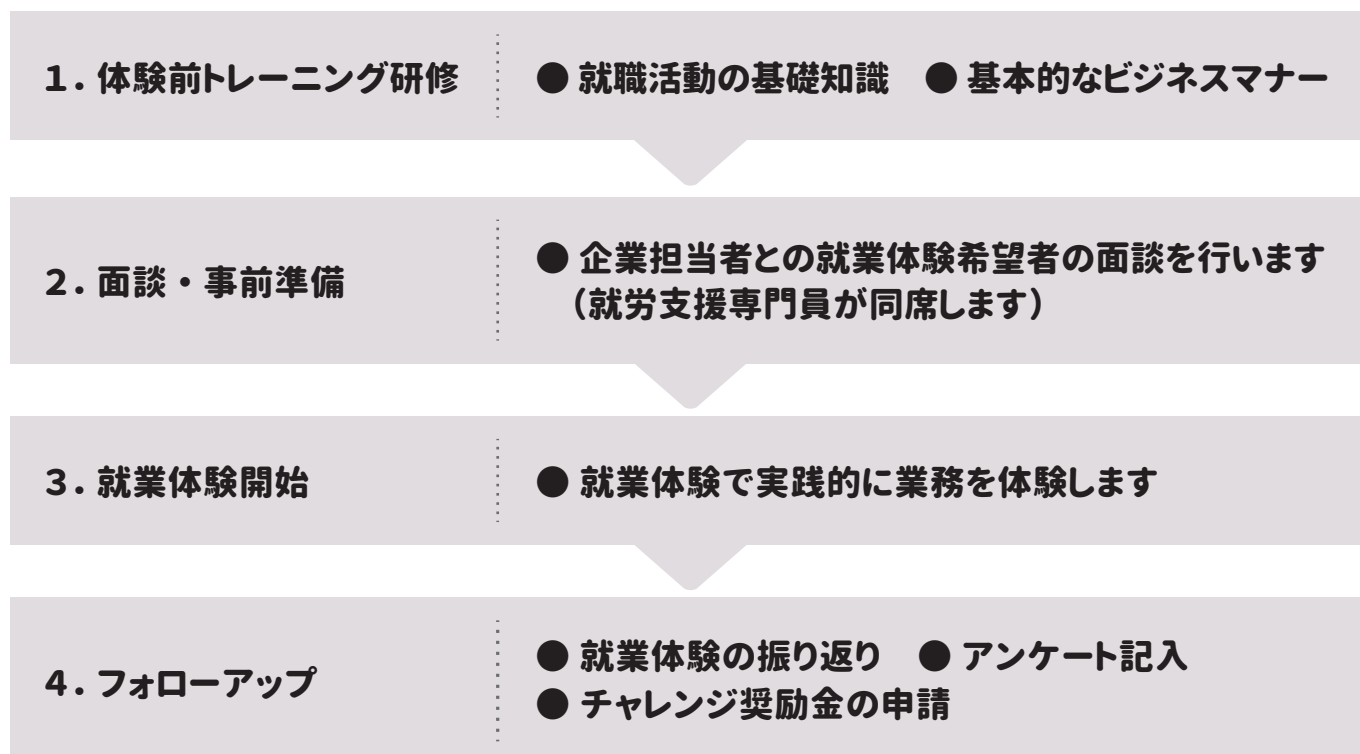 1. 体験前トレーニング研修
● 就職活動の基礎知識 ● 基本的なビジネスマナー
2. 面談・事前準備
● 企業担当者との就業体験希望者の面談を行います
（就労支援専門員が同席します）
3. 就業体験開始
● 就業体験で実践的に業務を体験します
4. フォローアップ
● 就業体験の振り返り ● アンケート記入
● チャレンジ奨励金の申請